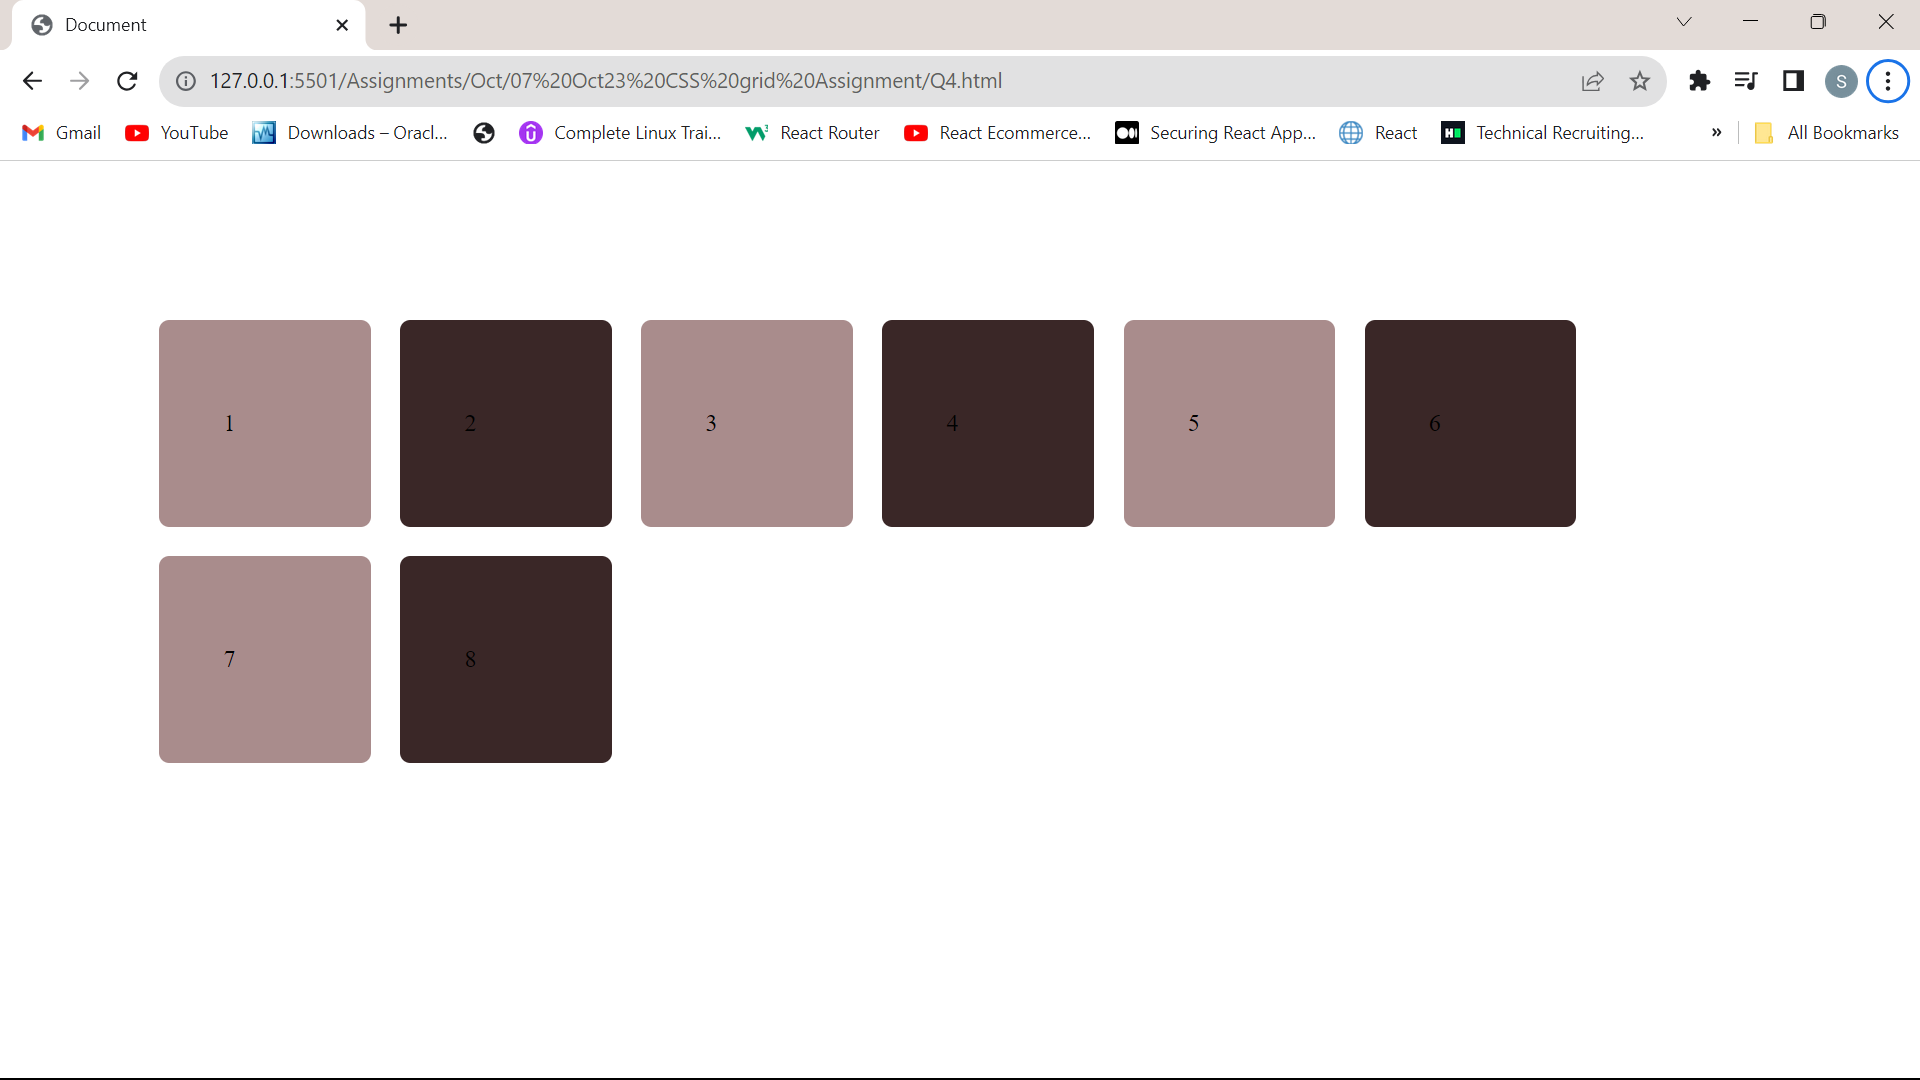 Document
127.0.0.1:5501/Assignments/Oct/07%20Oct23%20CSS%20grid%20Assignment/Q4.html
S
Gmail YouTube Downloads – Oracl... Complete Linux Trai... React Router React Ecommerce... Securing React App... React Technical Recruiting... » All Bookmarks
1 2 3 4 5 6
7 8